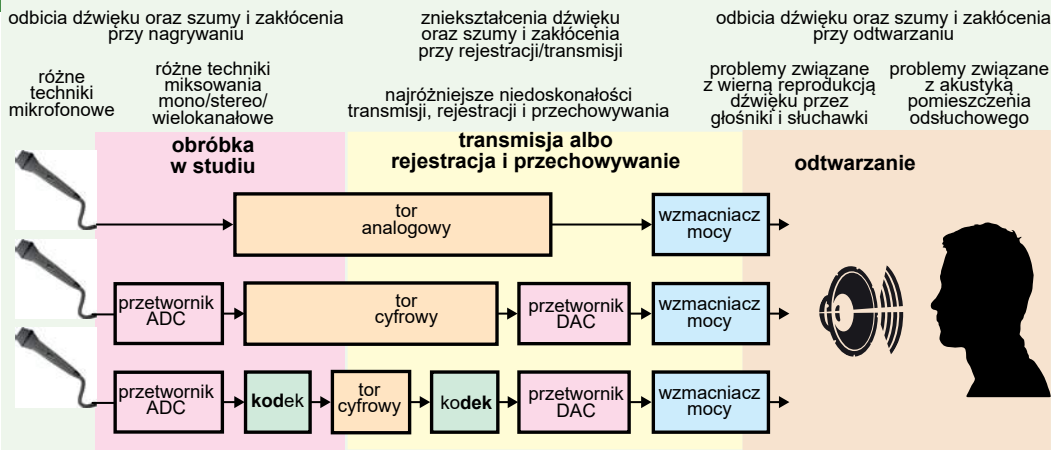 odbicia dźwięku oraz szumy i zakłócenia
przy nagrywaniu
zniekształcenia dźwięku
oraz szumy i zakłócenia
przy rejestracji/transmisji
odbicia dźwięku oraz szumy i zakłócenia
przy odtwarzaniu
różne
techniki
mikrofonowe
różne techniki
miksowania
mono/stereo/
wielokanałowe
najróżniejsze niedoskonałości
transmisji, rejestracji i przechowywania
problemy związane
z wierną reprodukcją
dźwięku przez
głośniki i słuchawki
problemy związane
z akustyką
pomieszczenia
odsłuchowego
obróbka
w studiu
transmisja albo
rejestracja i przechowywanie
odtwarzanie
tor
analogowy
wzmacniacz
mocy
przetwornik
ADC
tor
cyfrowy
przetwornik
DAC
wzmacniacz
mocy
przetwornik
ADC
kodek
tor
cyfrowy
kodek
przetwornik
DAC
wzmacniacz
mocy